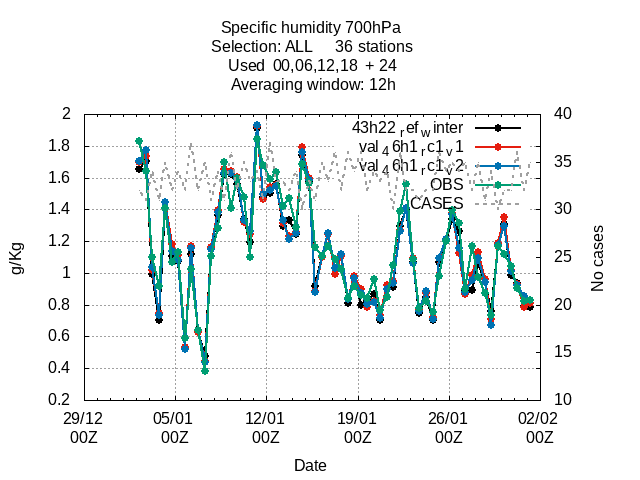 Specific humidity 700hPa
Selection: ALL 36 stations
Used 00,06,12,18 + 24
Averaging window: 12h
2
1.8
1.6
1.4
1.2
1
0.8
0.6
0.4
0.2
g/Kg
40
35
30
25
20
15
10
No cases
43h22_ref_winter
val_46h1_rc1_v1
val_46h1_rc1_v2
OBS
CASES
29/12 05/01 12/01 19/01 26/01 02/02
00Z 00Z 00Z 00Z 00Z 00Z
Date